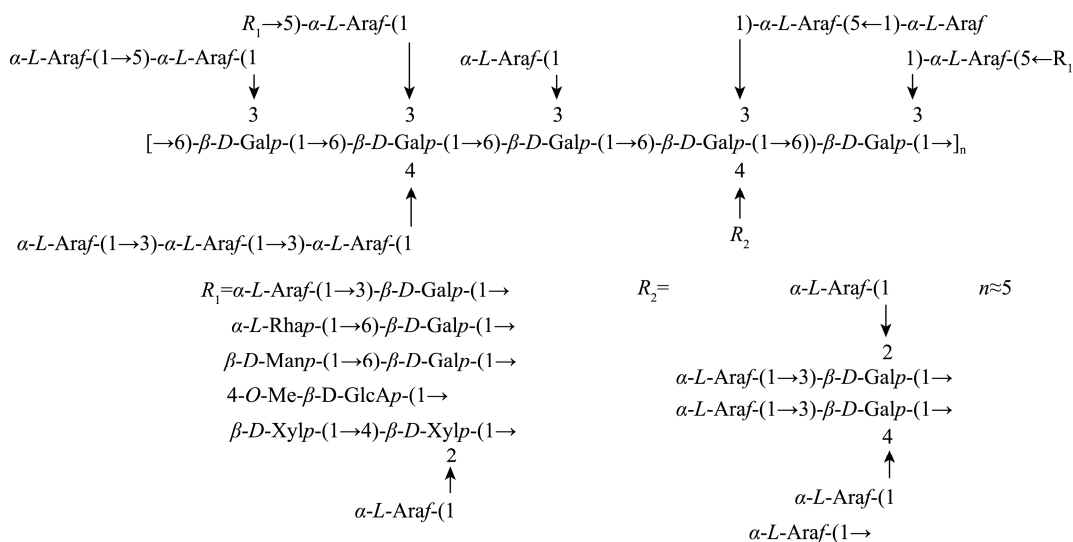 R₁→5)-α-L-Araf-(1 1)-α-L-Araf-(5←1)-α-L-Araf
α-L-Araf-(1→5)-α-L-Araf-(1 α-L-Araf-(1 1)-α-L-Araf-(5←R₁
3 3 3 3 3
[→6)-β-D-Galp-(1→6)-β-D-Galp-(1→6)-β-D-Galp-(1→6)-β-D-Galp-(1→6))-β-D-Galp-(1→]ₙ
4 4
α-L-Araf-(1→3)-α-L-Araf-(1→3)-α-L-Araf-(1 R₂
R₁=α-L-Araf-(1→3)-β-D-Galp-(1→
α-L-Rhap-(1→6)-β-D-Galp-(1→
β-D-Manp-(1→6)-β-D-Galp-(1→
4-O-Me-β-D-GlcAp-(1→
β-D-Xylp-(1→4)-β-D-Xylp-(1→
2
α-L-Araf-(1
R₂= α-L-Araf-(1 n≈5
2
α-L-Araf-(1→3)-β-D-Galp-(1→
α-L-Araf-(1→3)-β-D-Galp-(1→
4
α-L-Araf-(1
α-L-Araf-(1→